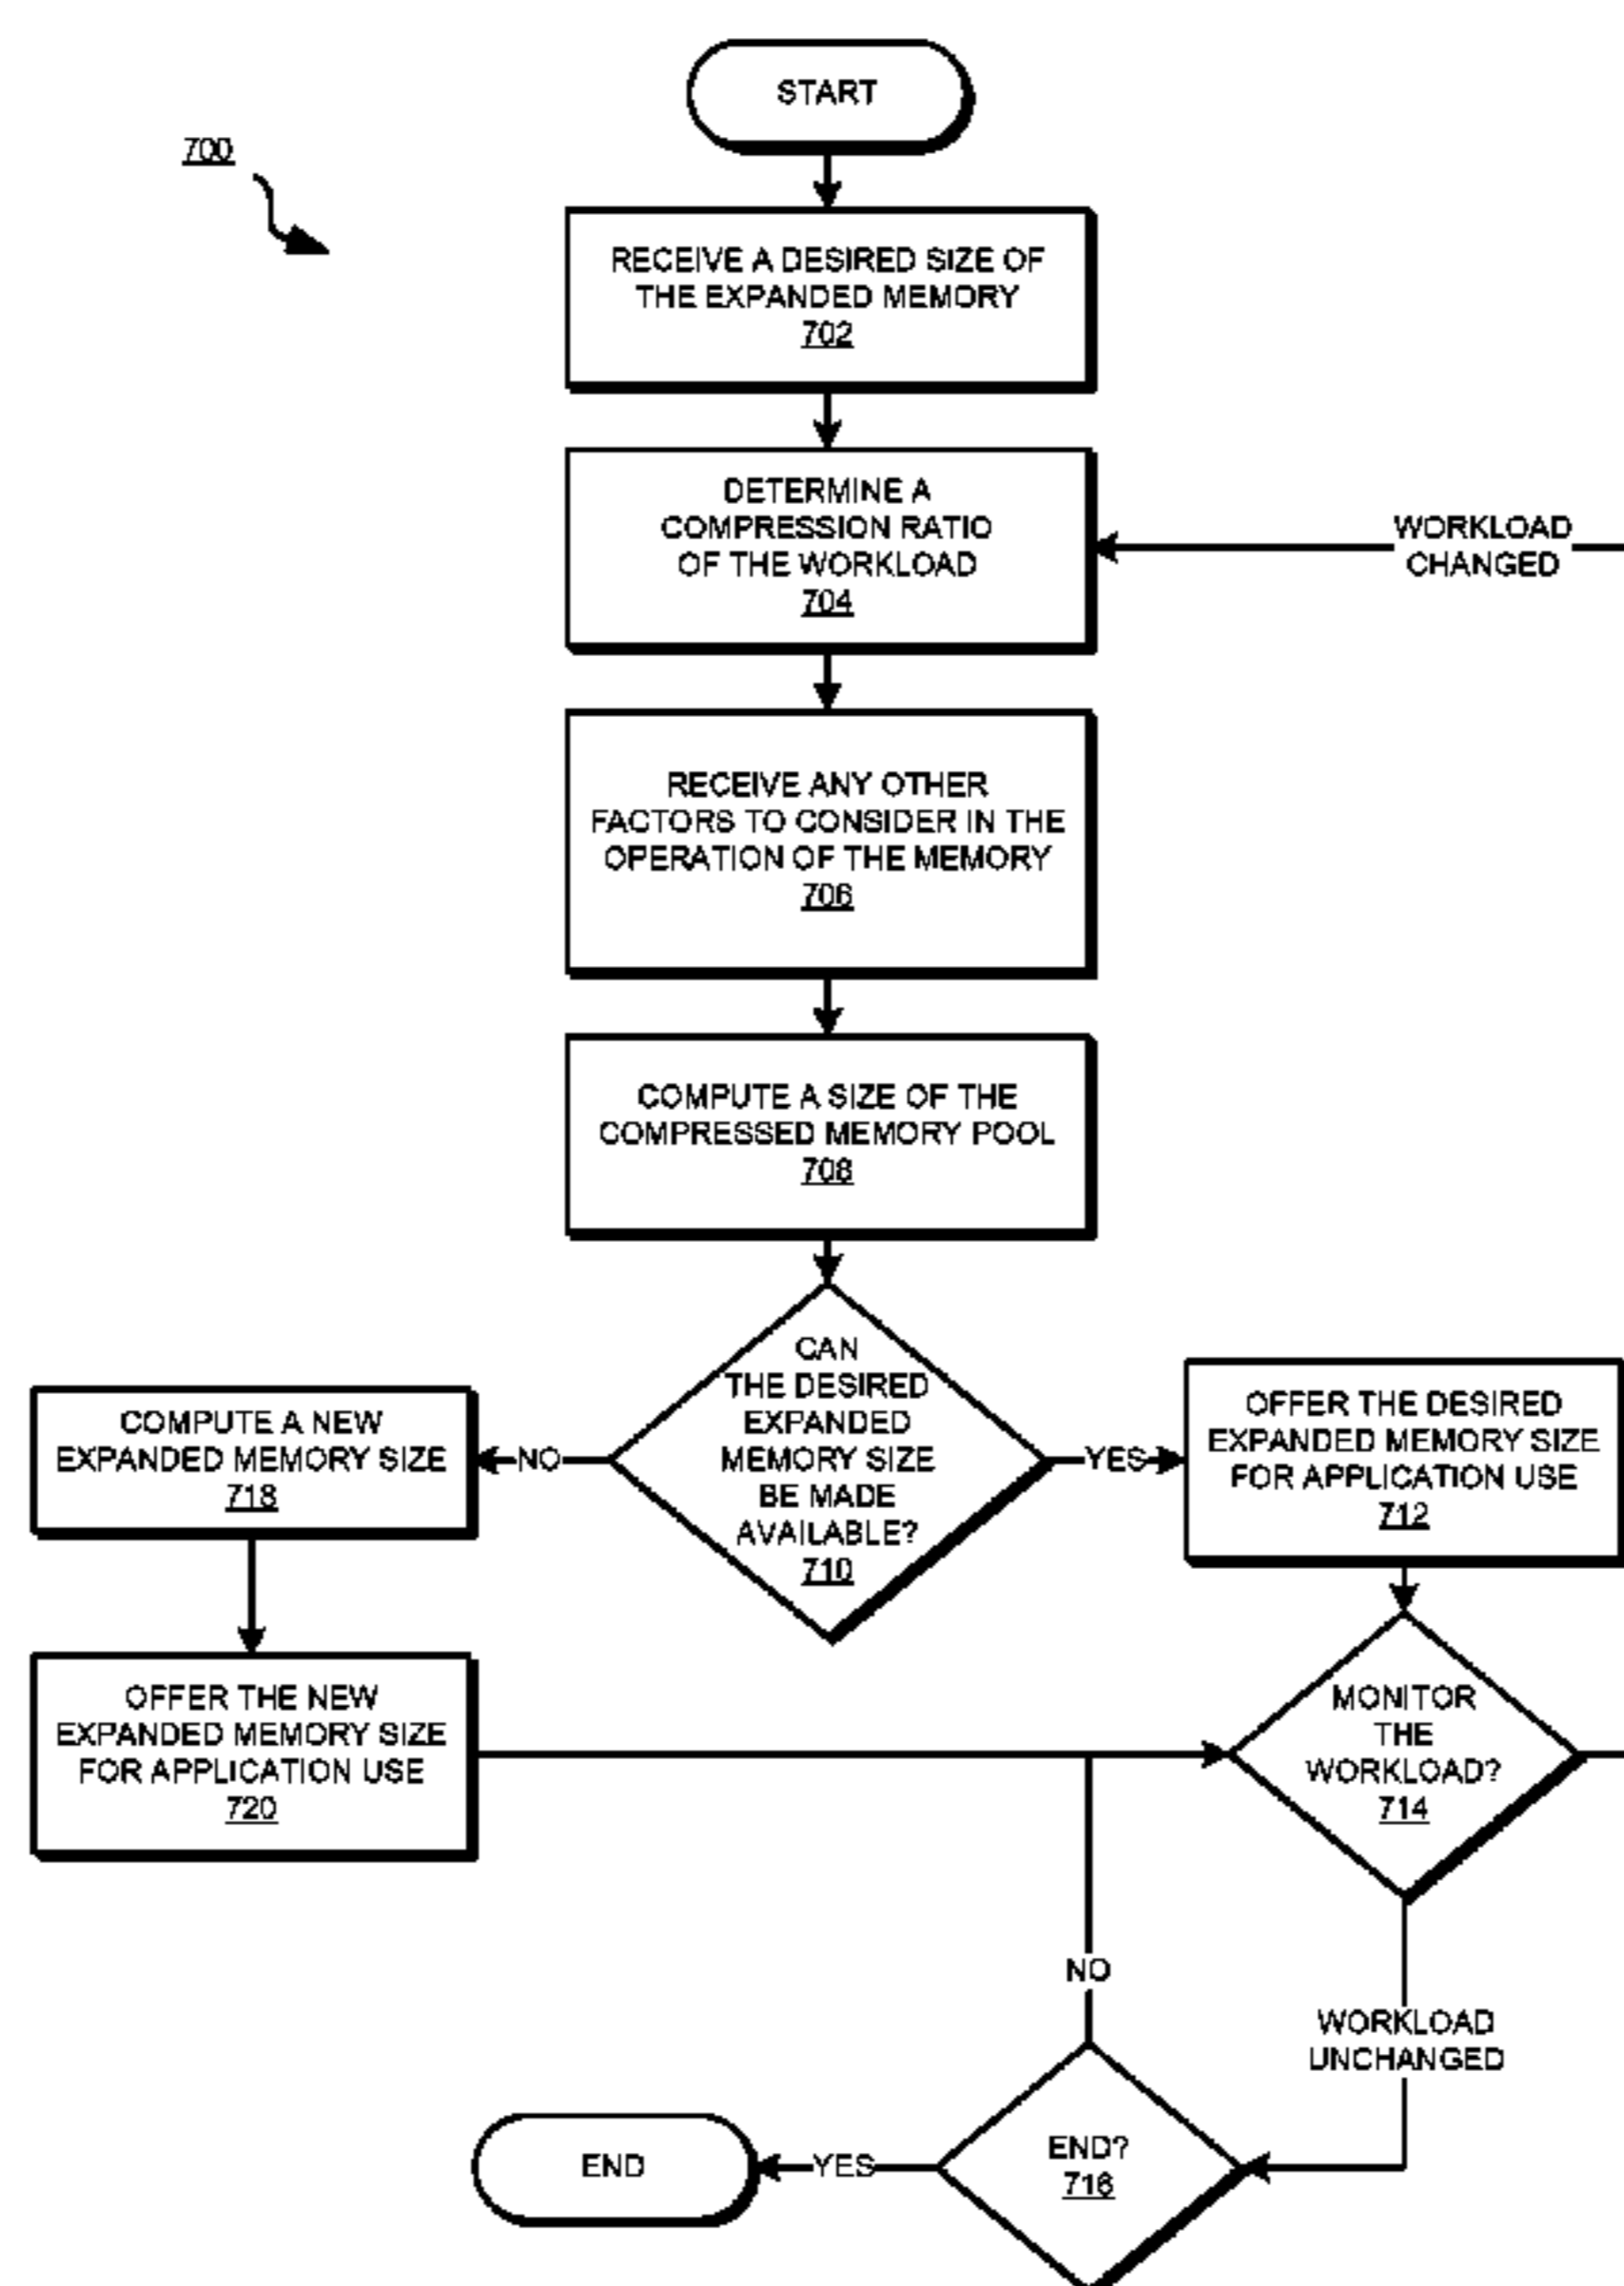 START
700
RECEIVE A DESIRED SIZE OF
THE EXPANDED MEMORY
702
DETERMINE A
COMPRESSION RATIO
OF THE WORKLOAD
704
WORKLOAD
CHANGED
RECEIVE ANY OTHER
FACTORS TO CONSIDER IN THE
OPERATION OF THE MEMORY
706
COMPUTE A SIZE OF THE
COMPRESSED MEMORY POOL
708
CAN
THE DESIRED
EXPANDED
MEMORY SIZE
BE MADE
AVAILABLE?
710
NO
YES
COMPUTE A NEW
EXPANDED MEMORY SIZE
718
OFFER THE DESIRED
EXPANDED MEMORY SIZE
FOR APPLICATION USE
712
OFFER THE NEW
EXPANDED MEMORY SIZE
FOR APPLICATION USE
720
MONITOR
THE
WORKLOAD?
714
NO
WORKLOAD
UNCHANGED
END?
716
YES
END